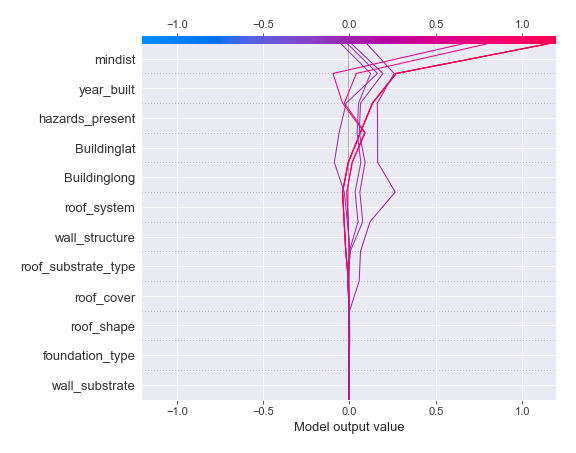 −1.0 −0.5 0.0 0.5 1.0
mindist
year_built
hazards_present
Buildinglat
Buildinglong
roof_system
wall_structure
roof_substrate_type
roof_cover
roof_shape
foundation_type
wall_substrate
−1.0 −0.5 0.0 0.5 1.0
Model output value